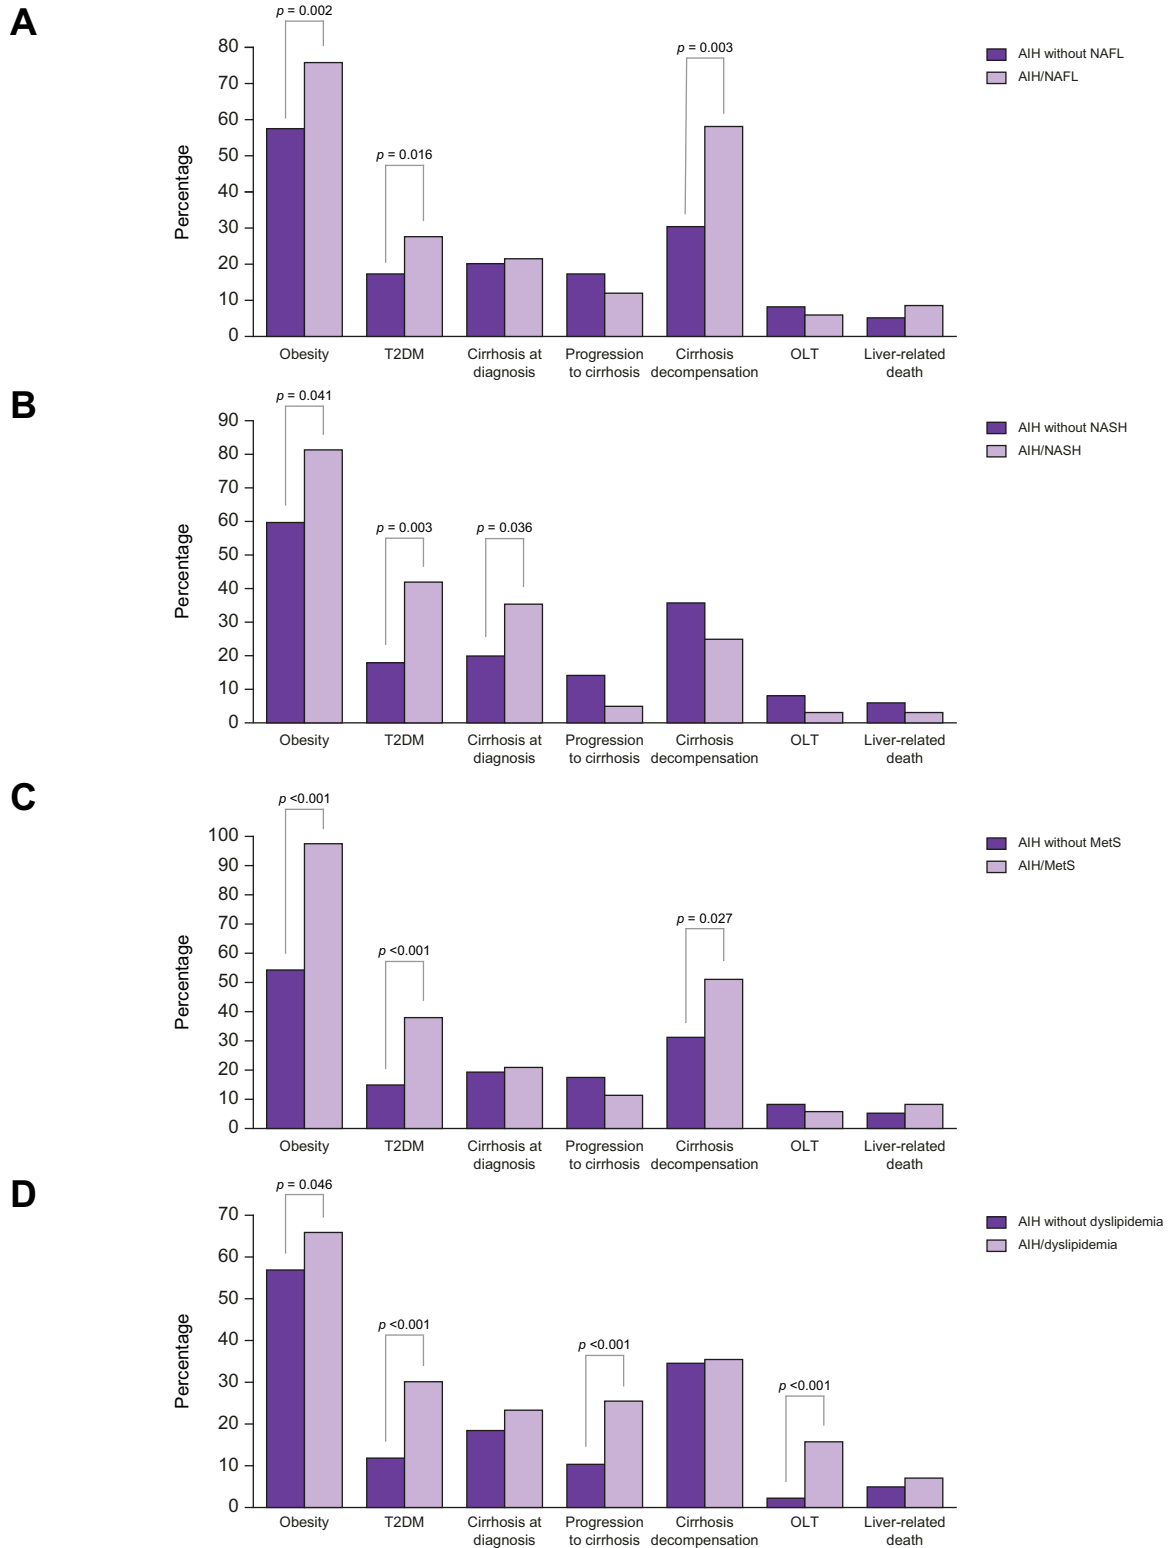 A
p = 0.002
p = 0.016
p = 0.003
AIH without NAFL
AIH/NAFL
Percentage
80
70
60
50
40
30
20
10
0
Obesity
T2DM
Cirrhosis at
diagnosis
Progression
to cirrhosis
Cirrhosis
decompensation
OLT
Liver-related
death
B
p = 0.041
p = 0.003
p = 0.036
AIH without NASH
AIH/NASH
Percentage
90
80
70
60
50
40
30
20
10
0
Obesity
T2DM
Cirrhosis at
diagnosis
Progression
to cirrhosis
Cirrhosis
decompensation
OLT
Liver-related
death
C
p <0.001
p <0.001
p = 0.027
AIH without MetS
AIH/MetS
Percentage
100
90
80
70
60
50
40
30
20
10
0
Obesity
T2DM
Cirrhosis at
diagnosis
Progression
to cirrhosis
Cirrhosis
decompensation
OLT
Liver-related
death
D
p = 0.046
p <0.001
p <0.001
p <0.001
AIH without dyslipidemia
AIH/dyslipidemia
Percentage
70
60
50
40
30
20
10
0
Obesity
T2DM
Cirrhosis at
diagnosis
Progression
to cirrhosis
Cirrhosis
decompensation
OLT
Liver-related
death